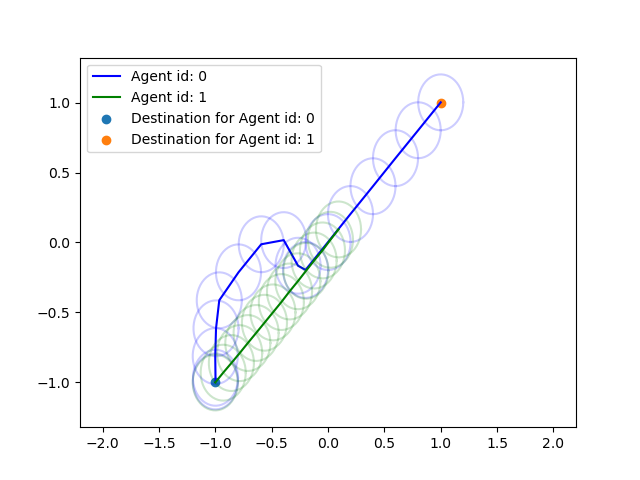 Agent id: 0
Agent id: 1
Destination for Agent id: 0
Destination for Agent id: 1
1.0
0.5
0.0
−0.5
−1.0
−2.0 −1.5 −1.0 −0.5 0.0 0.5 1.0 1.5 2.0